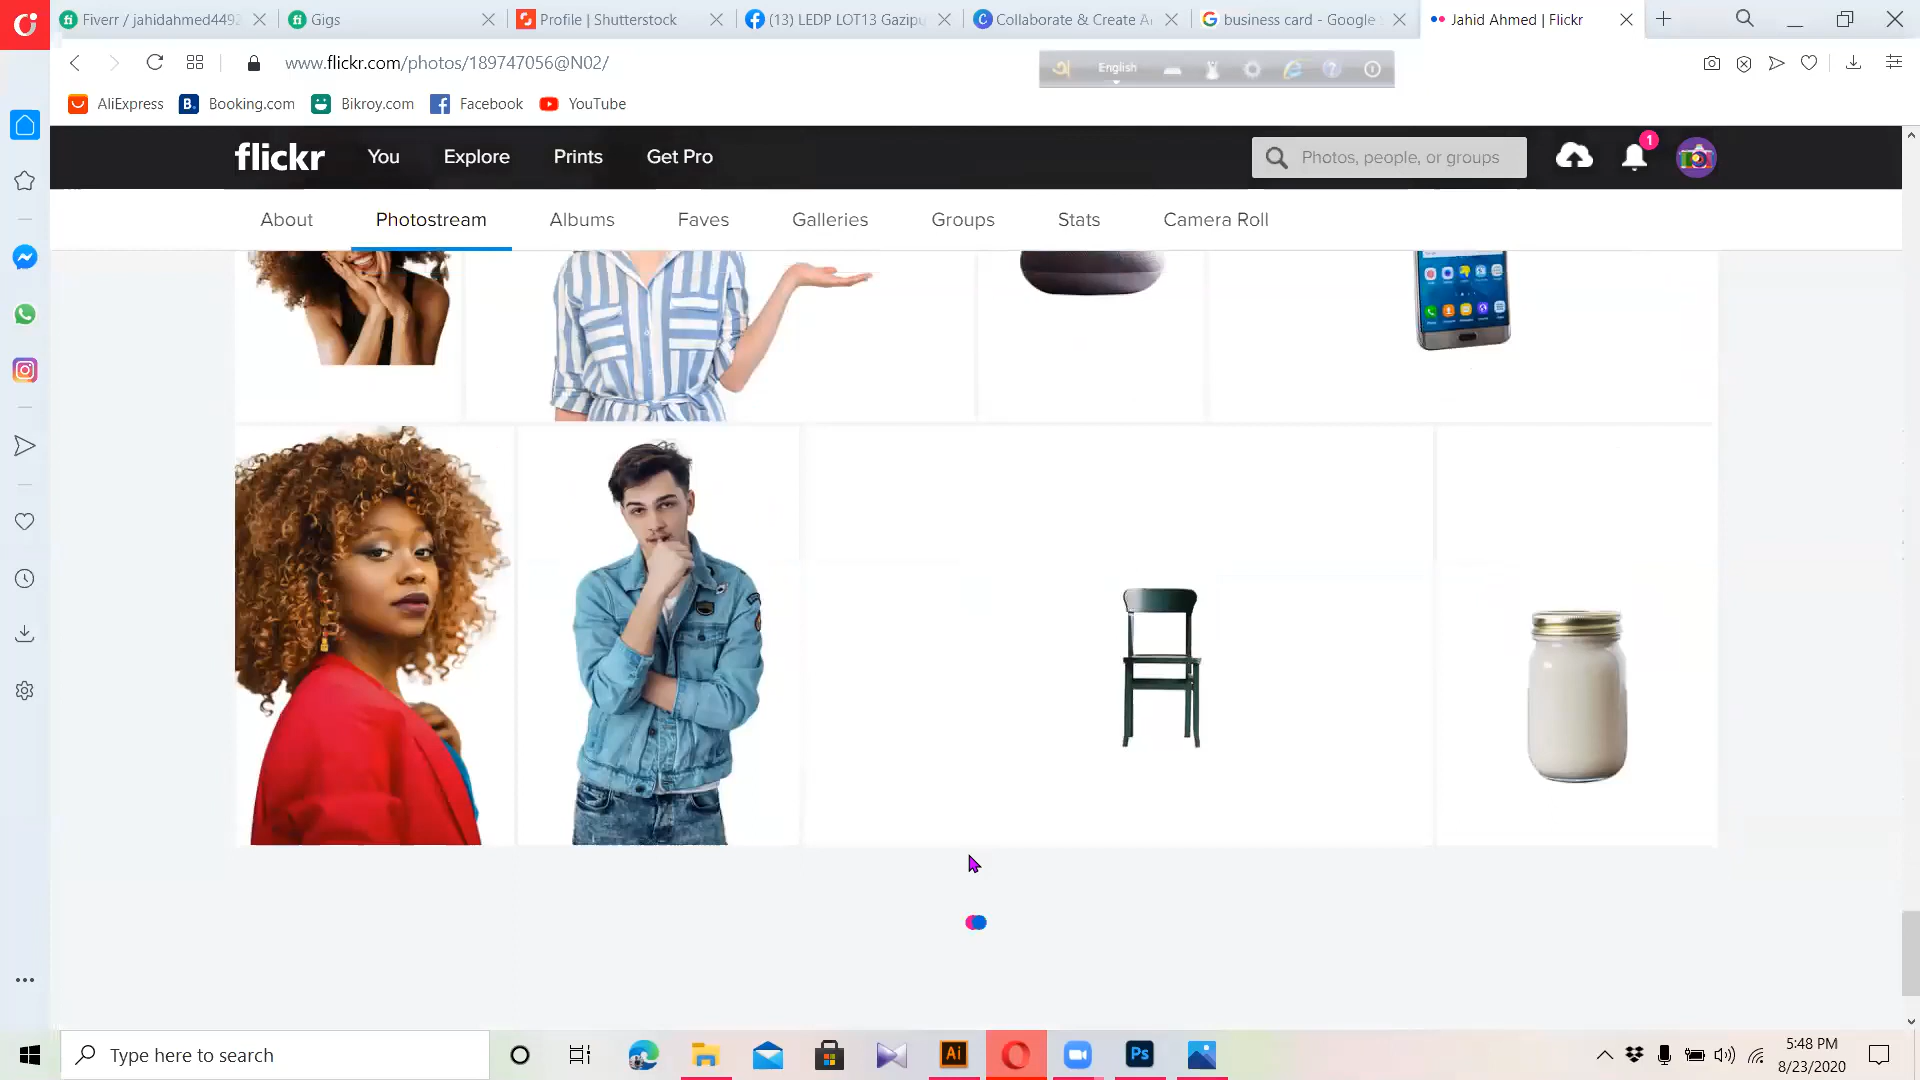 Fiverr / jahidahmed449
Gigs
Profile | Shutterstock
(13) LEDP LOT13 Gazipu
Collaborate & Create A
business card - Google
Jahid Ahmed | Flickr
www.flickr.com/photos/189747056@N02/
English
AliExpress
Booking.com
Bikroy.com
Facebook
YouTube
flickr
You
Explore
Prints
Get Pro
Photos, people, or groups
1
About
Photostream
Albums
Faves
Galleries
Groups
Stats
Camera Roll
Type here to search
Ai
Ps
5:48 PM
8/23/2020